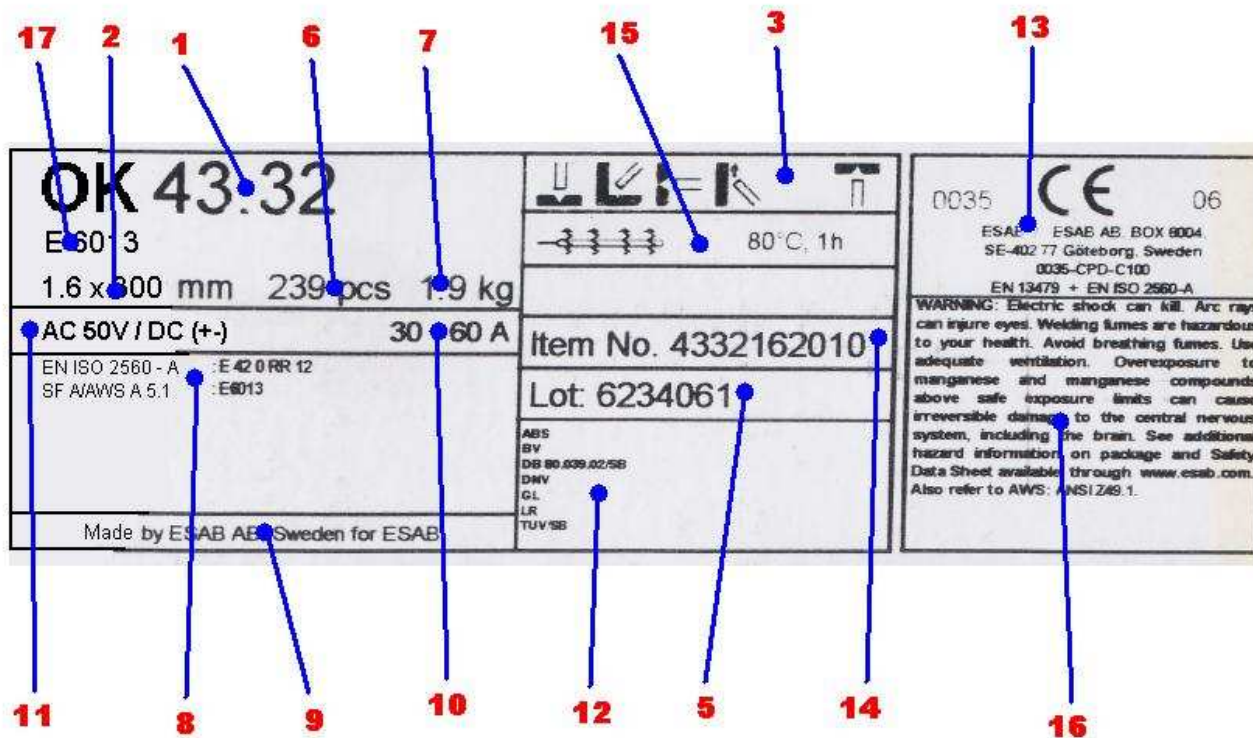 17 2 1 6 7 15 3 13
OK 43.32
E 6013
1.6 x 300 mm 239 pcs 1.9 kg
AC 50V / DC (+-) 30 60 A
EN ISO 2560 - A : E 42 0 RR 12
SF A/AWS A 5.1 : E6013
Made by ESAB AB Sweden for ESAB
80°C, 1h
Item No. 4332162010
Lot: 6234061
ABS
BV
DB 80.039.02/SB
DNV
GL
LR
TUV/SB
0035 CE 06
ESAB ESAB AB. BOX 8004.
SE-402 77 Göteborg. Sweden
0035-CPD-C100
EN 13479 + EN ISO 2560-A
WARNING: Electric shock can kill. Arc rays
can injure eyes. Welding fumes are hazardous
to your health. Avoid breathing fumes. Use
adequate ventilation. Overexposure to
manganese and manganese compounds
above safe exposure limits can cause
irreversible damage to the central nervous
system, including the brain. See additional
hazard information on package and Safety
Data Sheet available through www.esab.com.
Also refer to AWS: ANSI Z49.1.
11 8 9 10 12 5 14 16